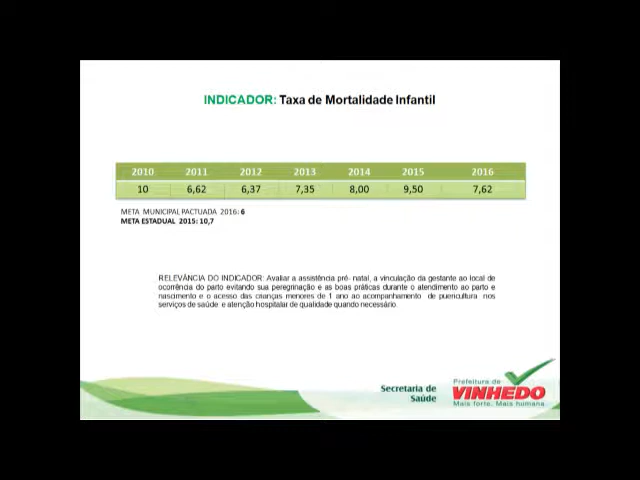 INDICADOR: Taxa de Mortalidade Infantil
2010 2011 2012 2013 2014 2015 2016
10 6,62 6,37 7,35 8,00 9,50 7,62
META MUNICIPAL PACTUADA 2016: 6
META ESTADUAL 2015: 10,7
RELEVÂNCIA DO INDICADOR: Avaliar a assistência pré- natal, a vinculação da gestante ao local de
ocorrência do parto evitando sua peregrinação e as boas práticas durante o atendimento ao parto e
nascimento e o acesso das crianças menores de 1 ano ao acompanhamento de puericultura nos
serviços de saúde e atenção hospitalar de qualidade quando necessário.
Secretaria de
Saúde
Prefeitura de
VINHEDO
Mais forte. Mais humana.